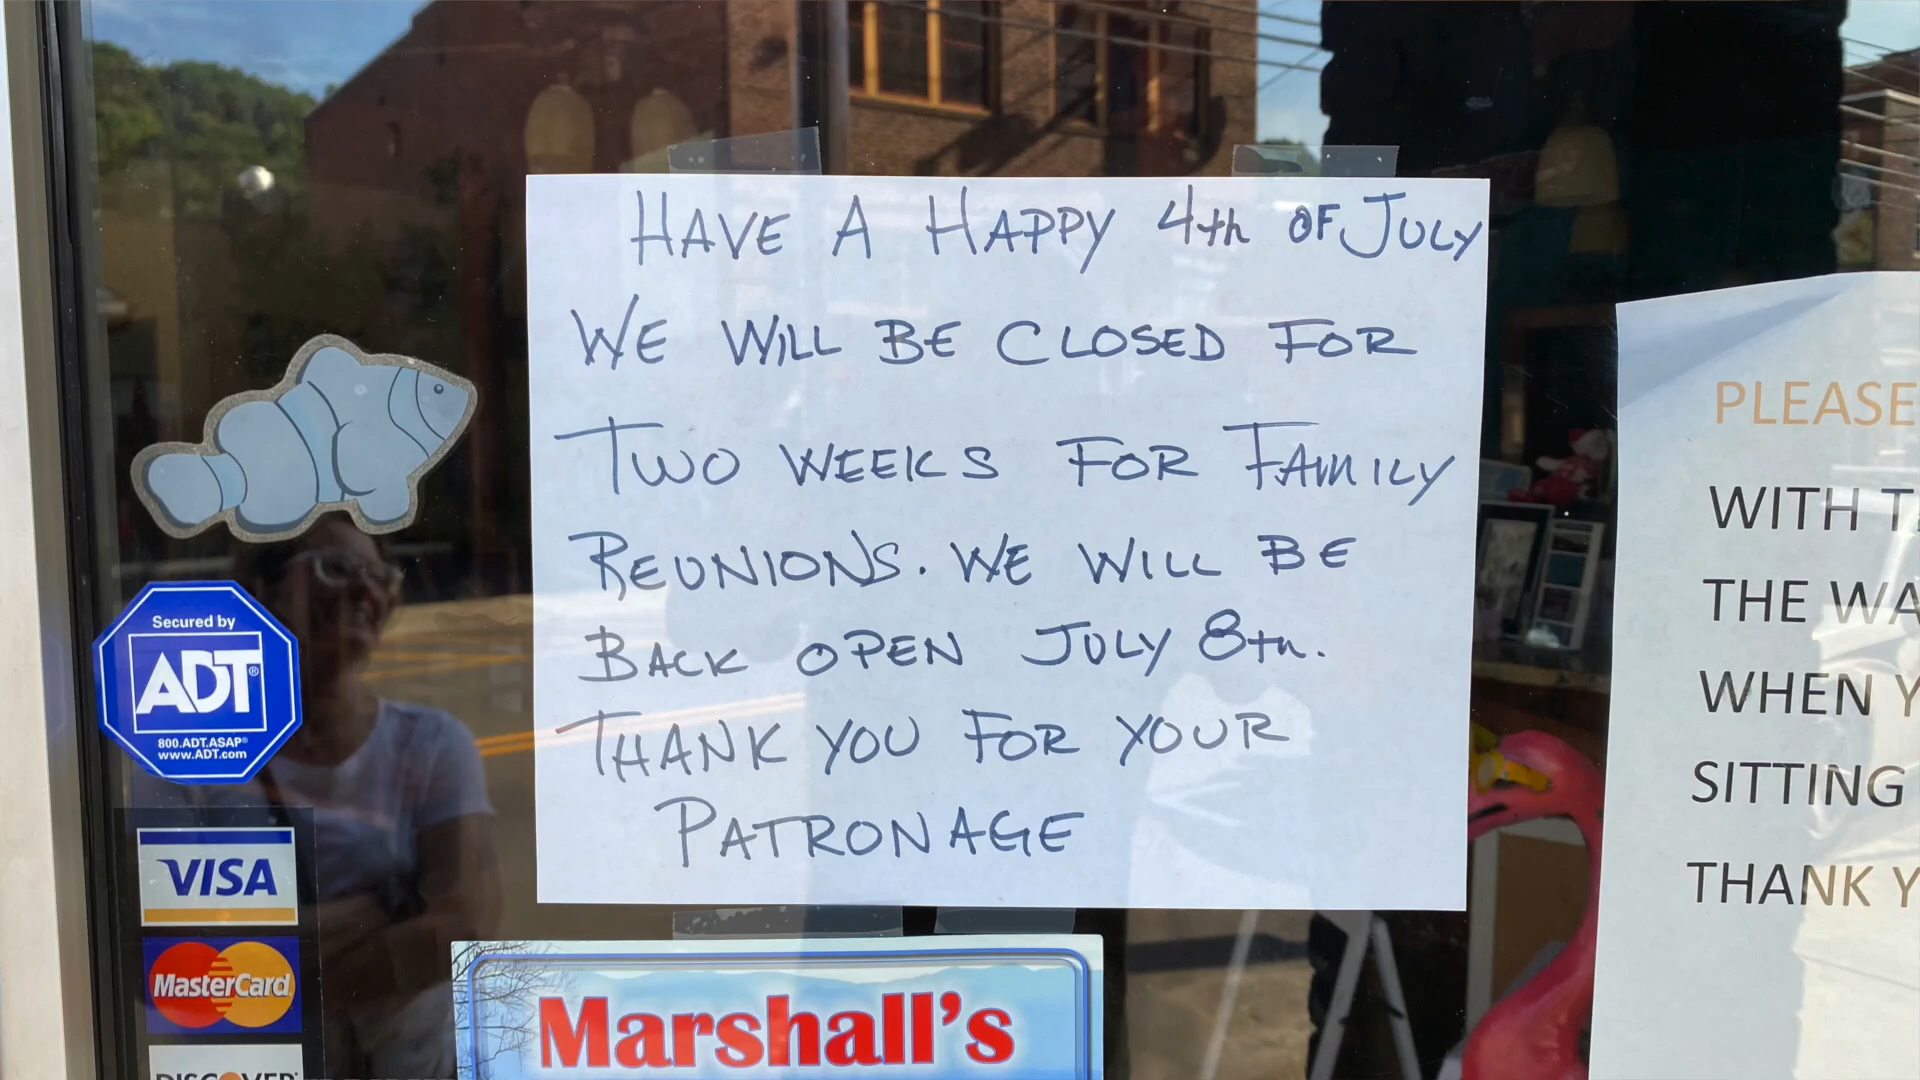 HAVE A HAPPY 4th OF JULY
WE WILL BE CLOSED FOR
TWO WEEKS FOR FAMILY
REUNIONS. WE WILL BE
BACK OPEN JULY 8th.
THANK YOU FOR YOUR
PATRONAGE
Secured by
ADT®
800.ADT.ASAP®
www.ADT.com
VISA
MasterCard
DISCOVER
Marshall's
PLEASE
WITH
THE
WHEN
SITTING
THANK